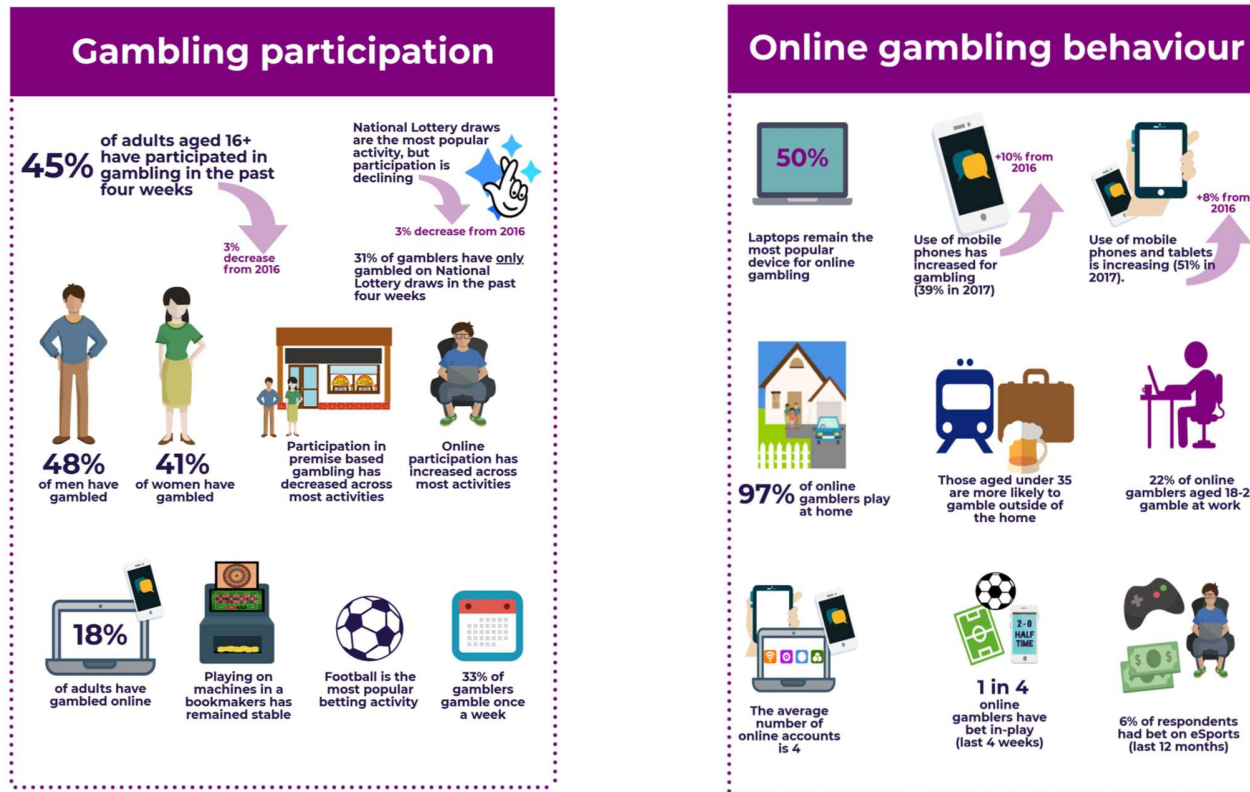 Gambling participation
45%
of adults aged 16+
have participated in
gambling in the past
four weeks
3%
decrease
from 2016
National Lottery draws
are the most popular
activity, but
participation is
declining
3% decrease from 2016
31% of gamblers have only
gambled on National
Lottery draws in the past
four weeks
48%
of men have
gambled
41%
of women have
gambled
Participation in
premise based
gambling has
decreased across
most activities
Online
participation has
increased across
most activities
18%
of adults have
gambled online
Playing on
machines in a
bookmakers has
remained stable
Football is the
most popular
betting activity
33% of
gamblers
gamble once
a week
Online gambling behaviour
50%
Laptops remain the
most popular
device for online
gambling
+10% from
2016
Use of mobile
phones has
increased for
gambling
(39% in 2017)
+8% from
2016
Use of mobile
phones and tablets
is increasing (51% in
2017).
97%
of online
gamblers play
at home
Those aged under 35
are more likely to
gamble outside of
the home
22% of online
gamblers aged 18-2
gamble at work
The average
number of
online accounts
is 4
2-0
HALF
TIME
1 in 4
online
gamblers have
bet in-play
(last 4 weeks)
6% of respondents
had bet on eSports
(last 12 months)